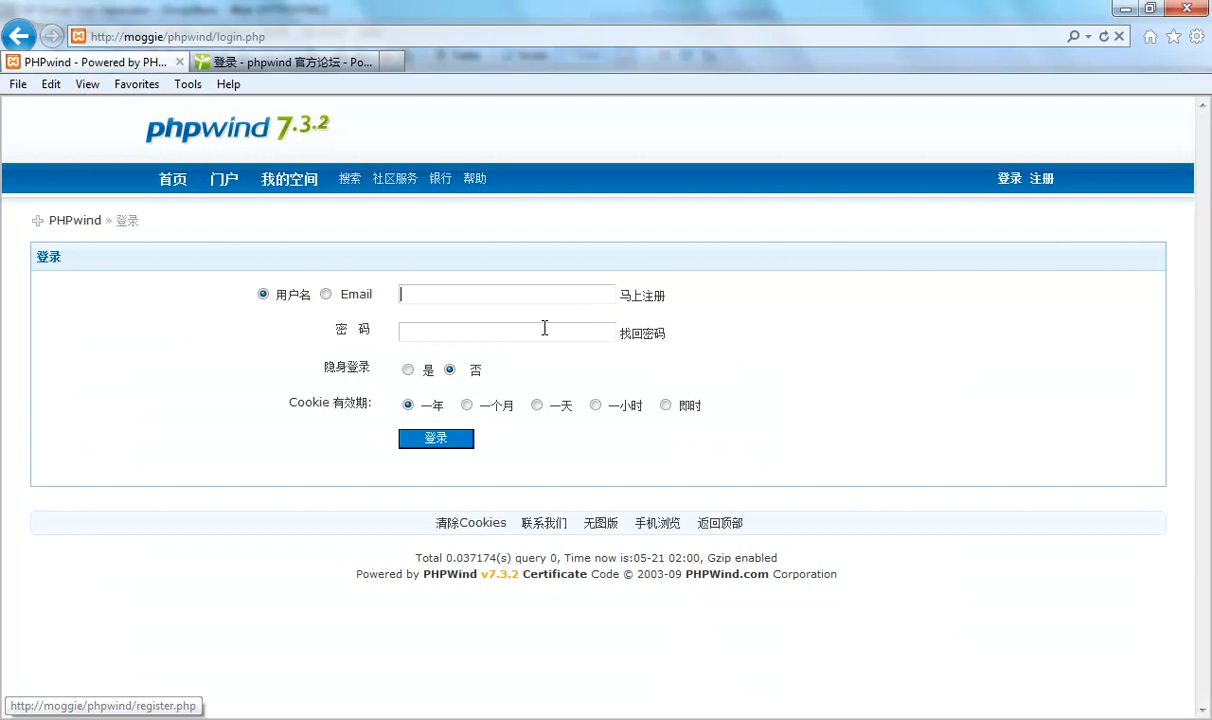 http://moggie/phpwind/login.php
PHPwind - Powered by PH...
登录 - phpwind 官方论坛 - Po...
File Edit View Favorites Tools Help
phpwind 7.3.2
首页 门户 我的空间 搜索 社区服务 银行 帮助 登录 注册
PHPwind » 登录
登录
用户名 Email 马上注册
密 码 找回密码
隐身登录 是 否
Cookie 有效期: 一年 一个月 一天 一小时 即时
登录
清除Cookies 联系我们 无图版 手机浏览 返回顶部
Total 0.037174(s) query 0, Time now is:05-21 02:00, Gzip enabled
Powered by PHPWind v7.3.2 Certificate Code © 2003-09 PHPWind.com Corporation
http://moggie/phpwind/register.php